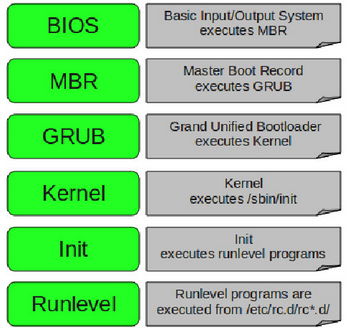 BIOS
Basic Input/Output System
executes MBR
MBR
Master Boot Record
executes GRUB
GRUB
Grand Unified Bootloader
executes Kernel
Kernel
Kernel
executes /sbin/init
Init
Init
executes runlevel programs
Runlevel
Runlevel programs are
executed from /etc/rc.d/rc*.d/